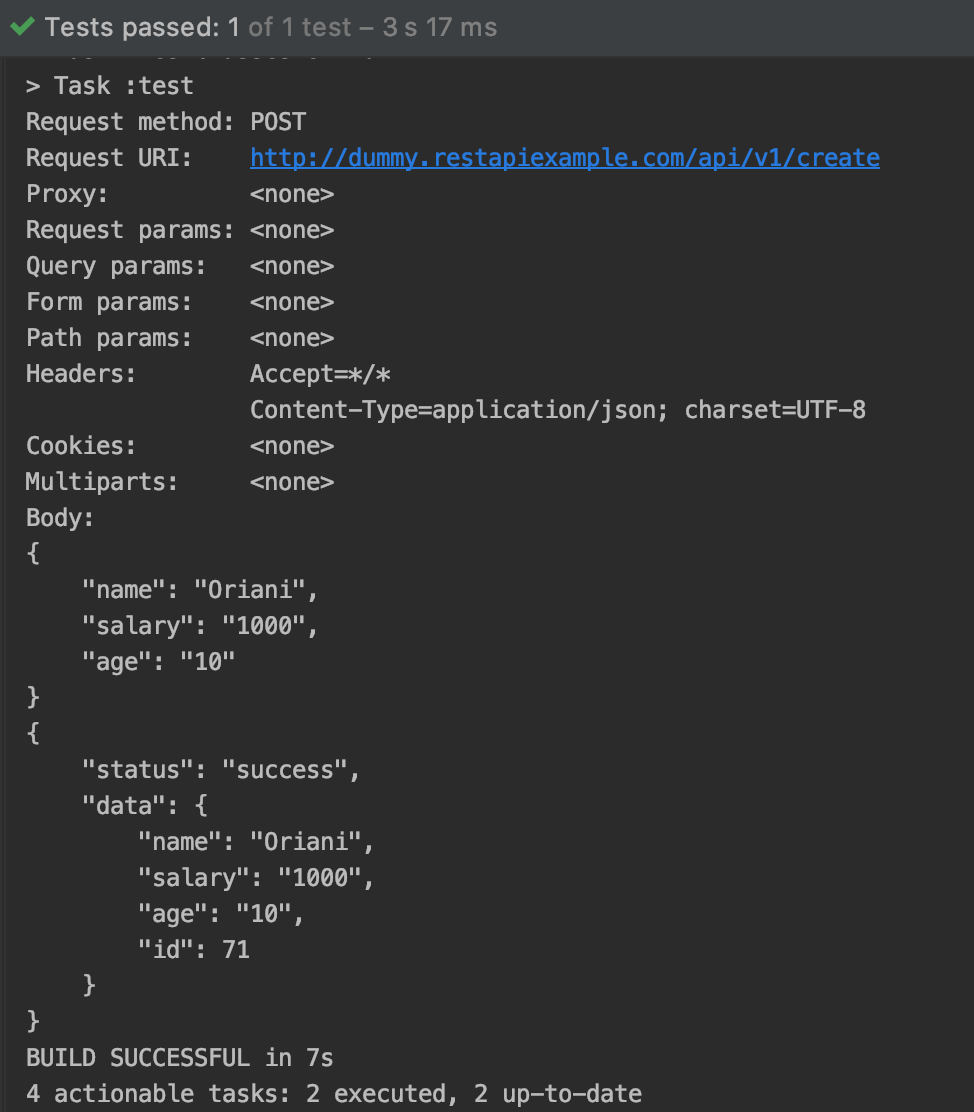 Tests passed: 1 of 1 test – 3 s 17 ms
> Task :test
Request method: POST
Request URI:    http://dummy.restapiexample.com/api/v1/create
Proxy:          <none>
Request params: <none>
Query params:   <none>
Form params:    <none>
Path params:    <none>
Headers:        Accept=*/*
                Content-Type=application/json; charset=UTF-8
Cookies:        <none>
Multiparts:     <none>
Body:
{
    "name": "Oriani",
    "salary": "1000",
    "age": "10"
}
{
    "status": "success",
    "data": {
        "name": "Oriani",
        "salary": "1000",
        "age": "10",
        "id": 71
    }
}
BUILD SUCCESSFUL in 7s
4 actionable tasks: 2 executed, 2 up-to-date